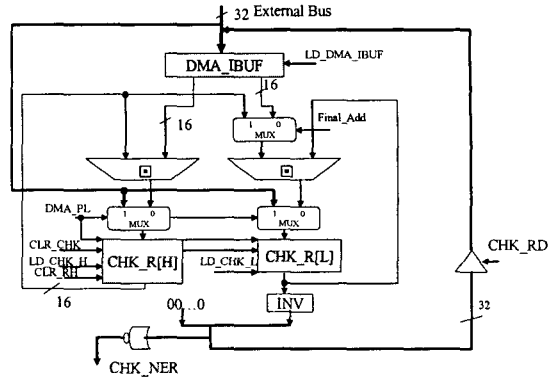 32 External Bus
LD_DMA_IBUF
DMA_IBUF
16
16
1 0
MUX
Final_Add
DMA_PL
1 0
MUX
1 0
MUX
CLR_CHK
LD_CHK_H
CLR_RH
CHK_R[H]
LD_CHK_L
CHK_R[L]
CHK_RD
16
00...0
INV
32
CHK_NER